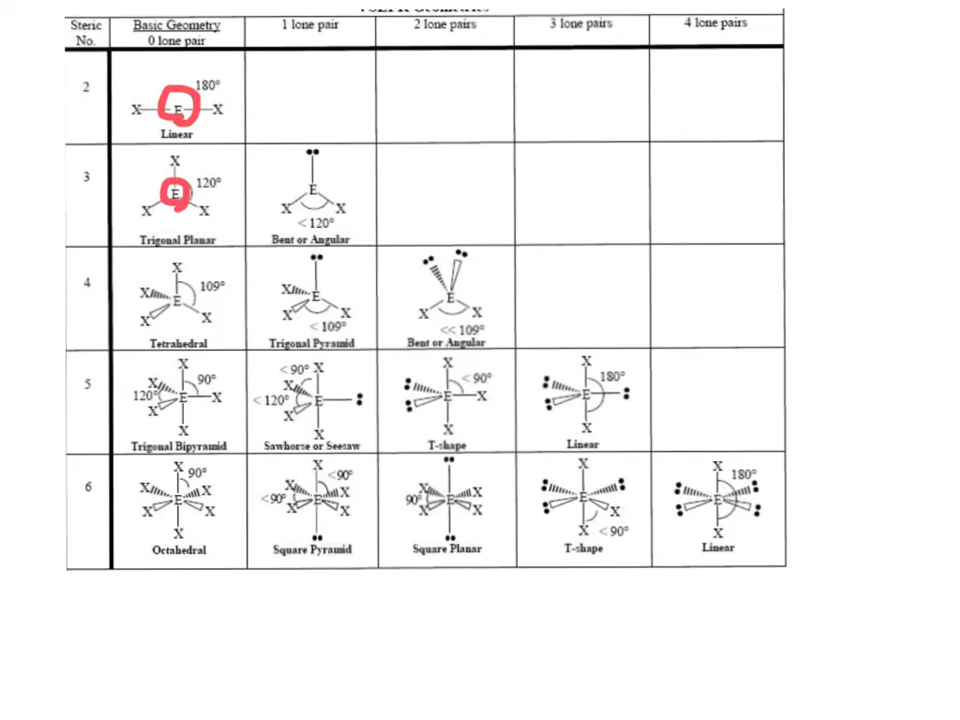 Steric No.
Basic Geometry
0 lone pair
1 lone pair
2 lone pairs
3 lone pairs
4 lone pairs
2
180°
X E X
Linear
3
X
120°
E
X X
Trigonal Planar
E
X X
< 120°
Bent or Angular
4
X
109°
X E
X X
Tetrahedral
X E
X X
< 109°
Trigonal Pyramid
E
X X
<< 109°
Bent or Angular
5
X
90°
X
120° E X
X
X
Trigonal Bipyramid
< 90° X
X
< 120° E
X
X
Sawhorse or Seesaw
X
< 90°
E X
X
T-shape
X
180°
E
X
Linear
6
X 90°
X X
E
X X
X
Octahedral
X
<90°
X X
<90° E
X X
Square Pyramid
X X
90° E
X X
Square Planar
X
E
X
X < 90°
T-shape
X
180°
E
X
Linear